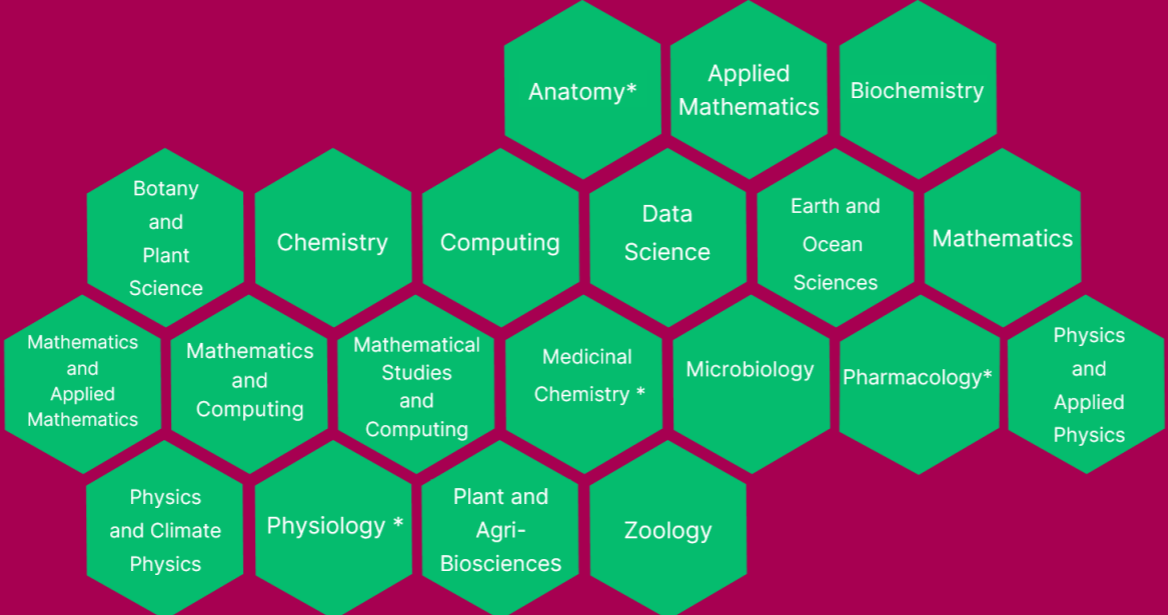 Anatomy*
Applied
Mathematics
Biochemistry
Botany
and
Plant
Science
Chemistry
Computing
Data
Science
Earth and
Ocean
Sciences
Mathematics
Mathematics
and
Applied
Mathematics
Mathematics
and
Computing
Mathematical
Studies
and
Computing
Medicinal
Chemistry *
Microbiology
Pharmacology*
Physics
and
Applied
Physics
Physics
and Climate
Physics
Physiology *
Plant and
Agri-
Biosciences
Zoology